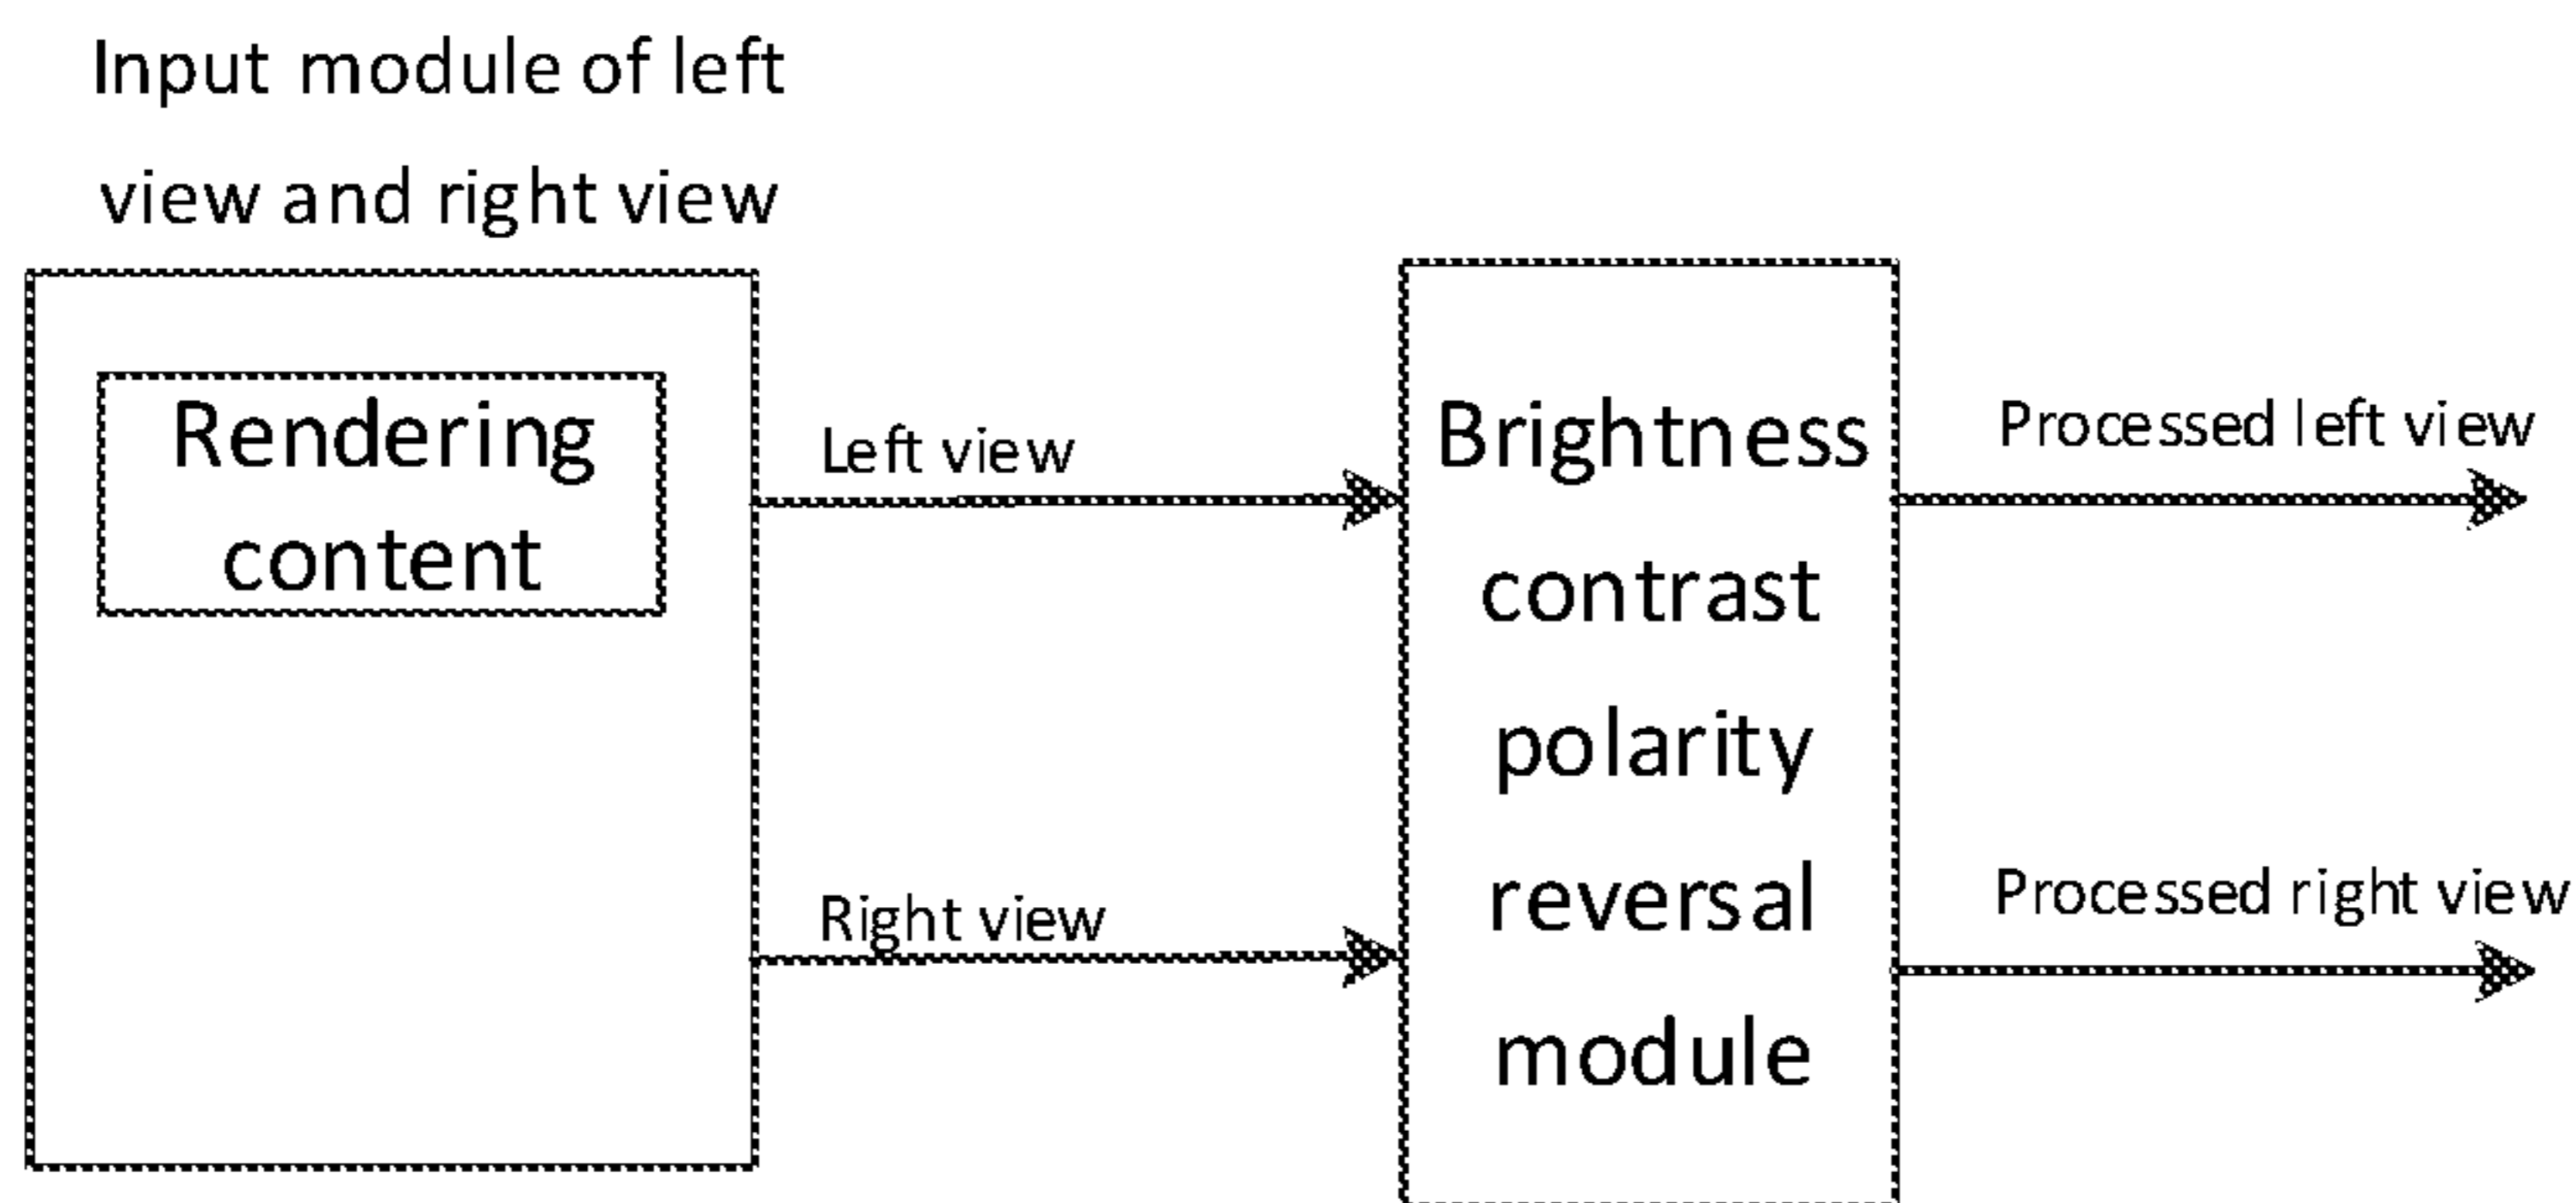 Input module of left
view and right view
Rendering
content
Left view
Right view
Brightness
contrast
polarity
reversal
module
Processed left view
Processed right view